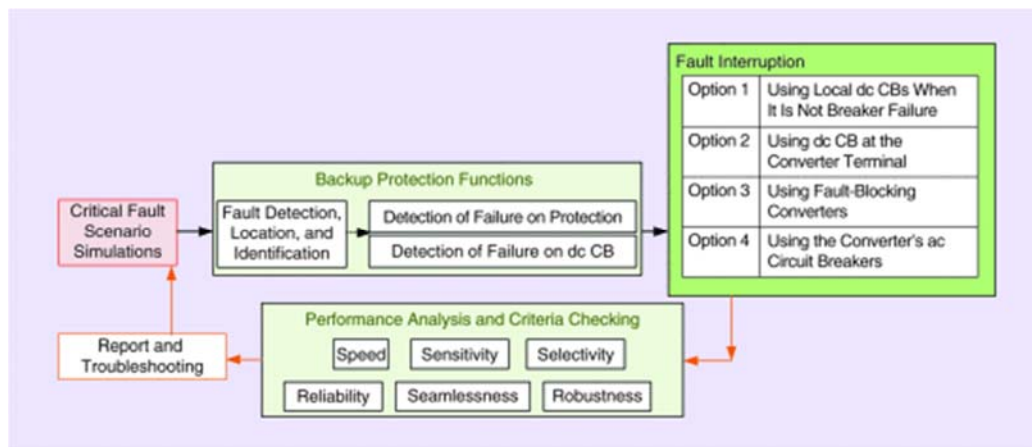 Fault Interruption
Option 1
Using Local dc CBs When
It Is Not Breaker Failure
Option 2
Using dc CB at the
Converter Terminal
Option 3
Using Fault-Blocking
Converters
Option 4
Using the Converter's ac
Circuit Breakers
Backup Protection Functions
Fault Detection,
Location, and
Identification
Detection of Failure on Protection
Detection of Failure on dc CB
Critical Fault
Scenario
Simulations
Performance Analysis and Criteria Checking
Speed
Sensitivity
Selectivity
Reliability
Seamlessness
Robustness
Report and
Troubleshooting